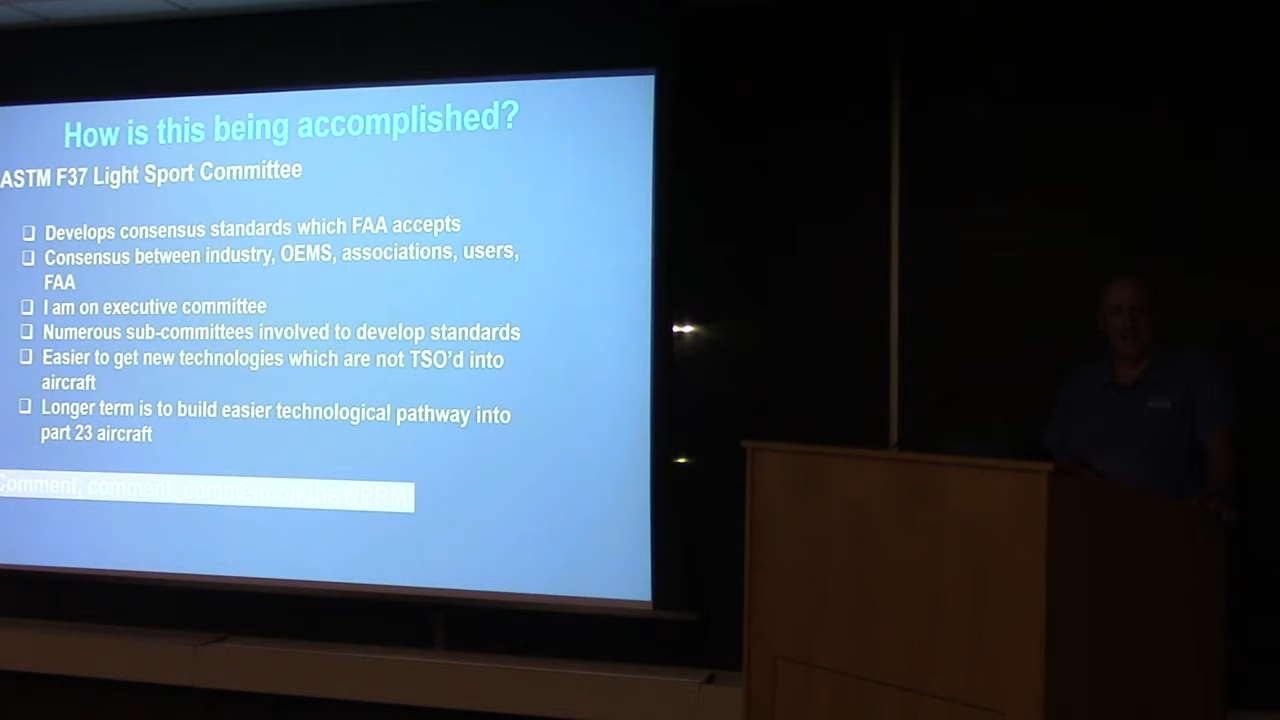 How is this being accomplished?
ASTM F37 Light Sport Committee
❑ Develops consensus standards which FAA accepts
❑ Consensus between industry, OEMS, associations, users,
FAA
❑ I am on executive committee
❑ Numerous sub-committees involved to develop standards
❑ Easier to get new technologies which are not TSO'd into
aircraft
❑ Longer term is to build easier technological pathway into
part 23 aircraft
Comment, comment, comment on the NPRM